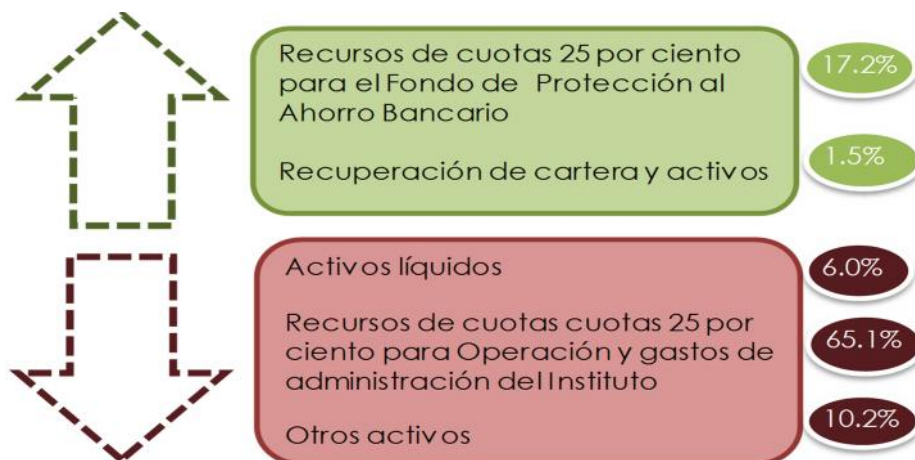 Recursos de cuotas 25 por ciento
para el Fondo de Protección al
Ahorro Bancario
17.2%
Recuperación de cartera y activos
1.5%
Activos líquidos
6.0%
Recursos de cuotas cuotas 25 por
ciento para Operación y gastos de
administración del Instituto
65.1%
Otros activos
10.2%